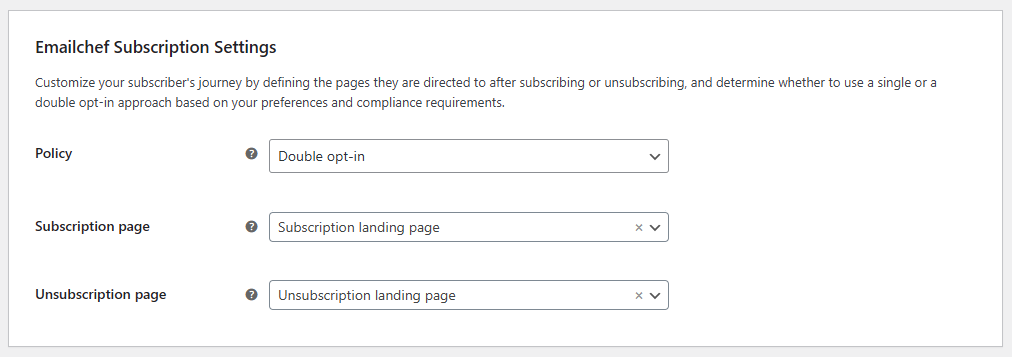 Emailchef Subscription Settings
Customize your subscriber's journey by defining the pages they are directed to after subscribing or unsubscribing, and determine whether to use a single or a
double opt-in approach based on your preferences and compliance requirements.
Policy ? Double opt-in
Subscription page ? Subscription landing page ×
Unsubscription page ? Unsubscription landing page ×